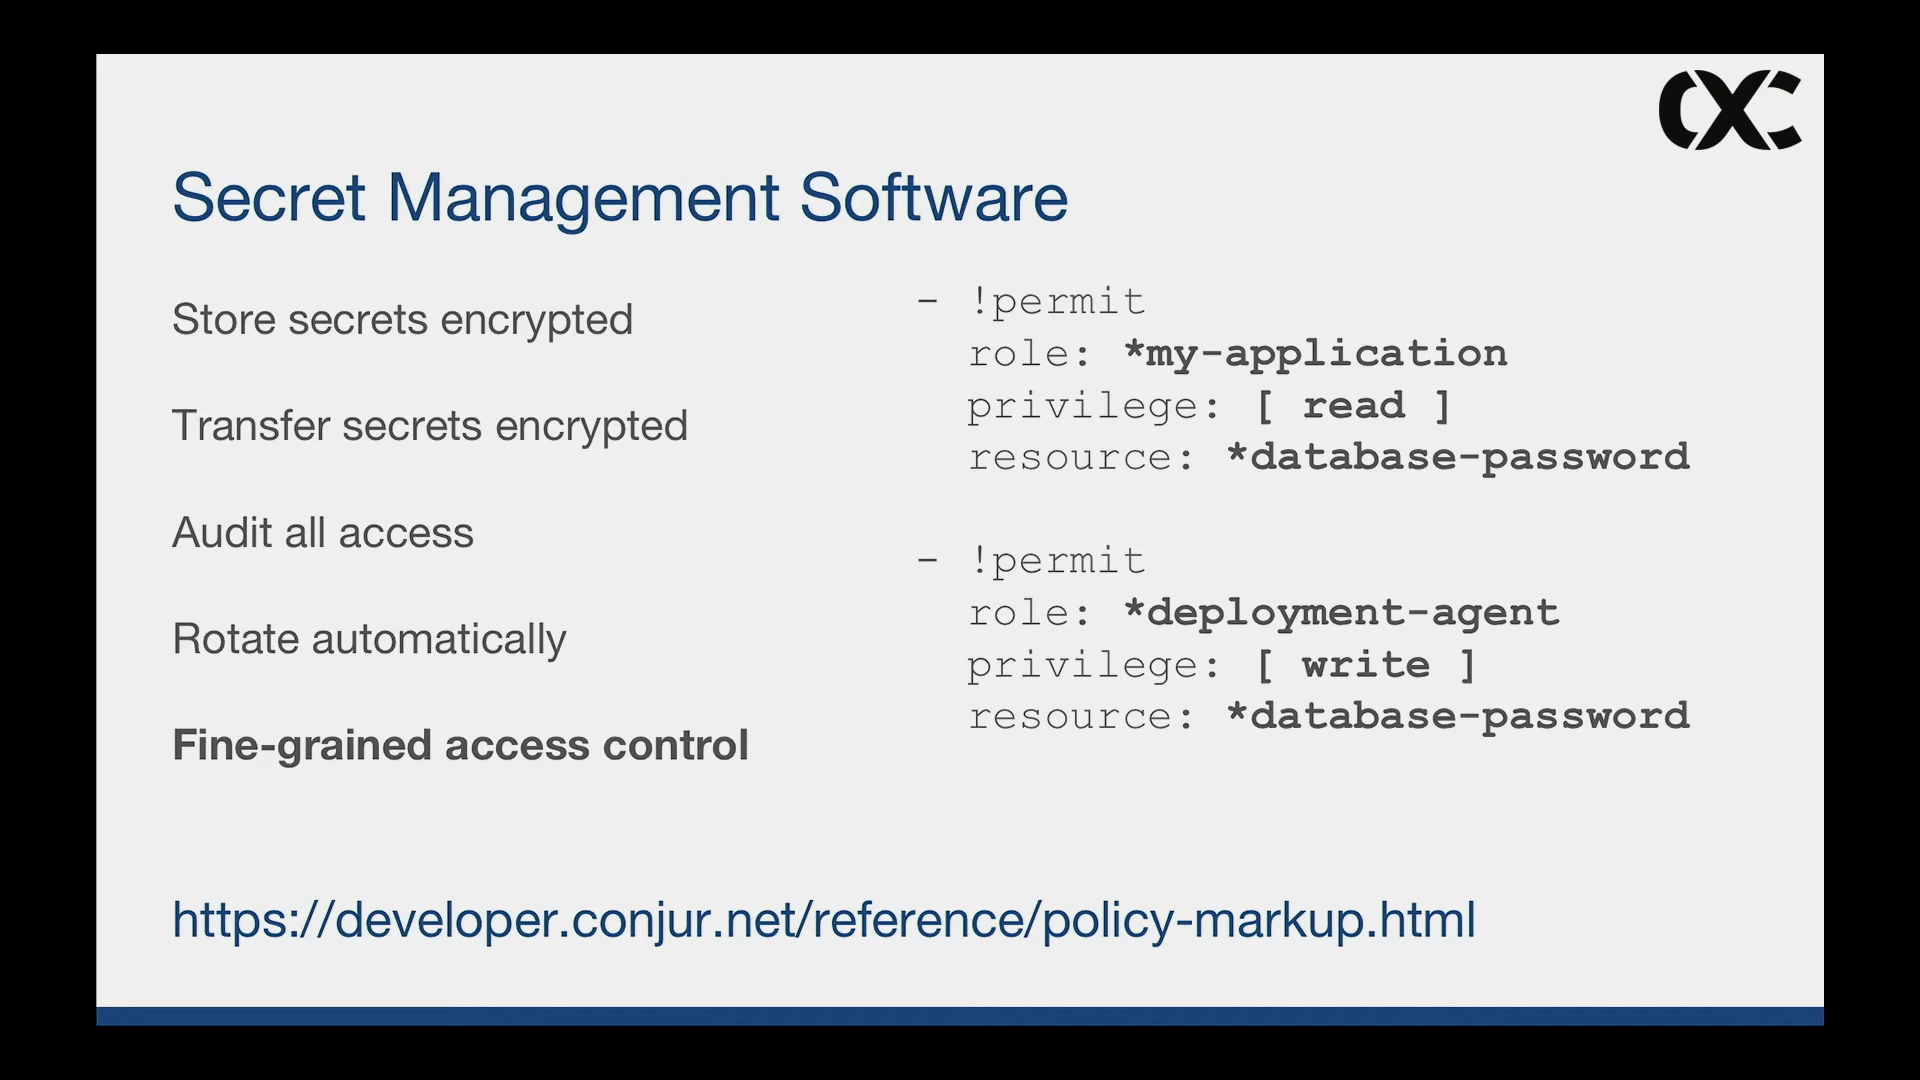 Secret Management Software
Store secrets encrypted
Transfer secrets encrypted
Audit all access
Rotate automatically
Fine-grained access control
- !permit
role: *my-application
privilege: [ read ]
resource: *database-password
- !permit
role: *deployment-agent
privilege: [ write ]
resource: *database-password
https://developer.conjur.net/reference/policy-markup.html